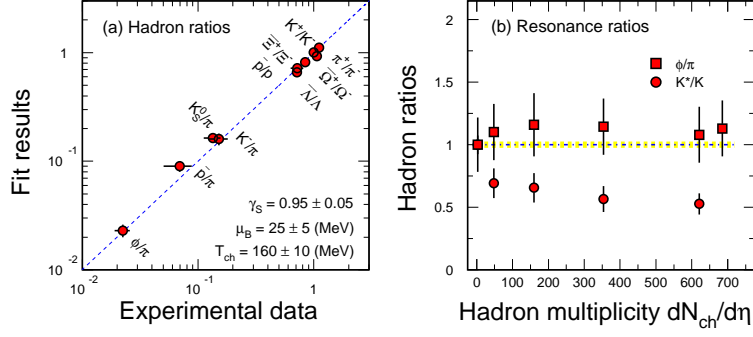 (a) Hadron ratios
K⁺/K⁻
Ξ̅⁺/Ξ⁻
π⁺/π⁻
p̅/p
Ω̅⁺/Ω⁻
Λ̅/Λ
K⁰S/π
K⁻/π
p̅/π
ϕ/π
γS = 0.95 ± 0.05
μB = 25 ± 5 (MeV)
Tch = 160 ± 10 (MeV)
Fit results
1
10⁻¹
10⁻²
10⁻² 10⁻¹ 1
Experimental data
(b) Resonance ratios
ϕ/π
K*/K
Hadron ratios
2
1.5
1
0.5
0
0 100 200 300 400 500 600 700
Hadron multiplicity dNch/dη